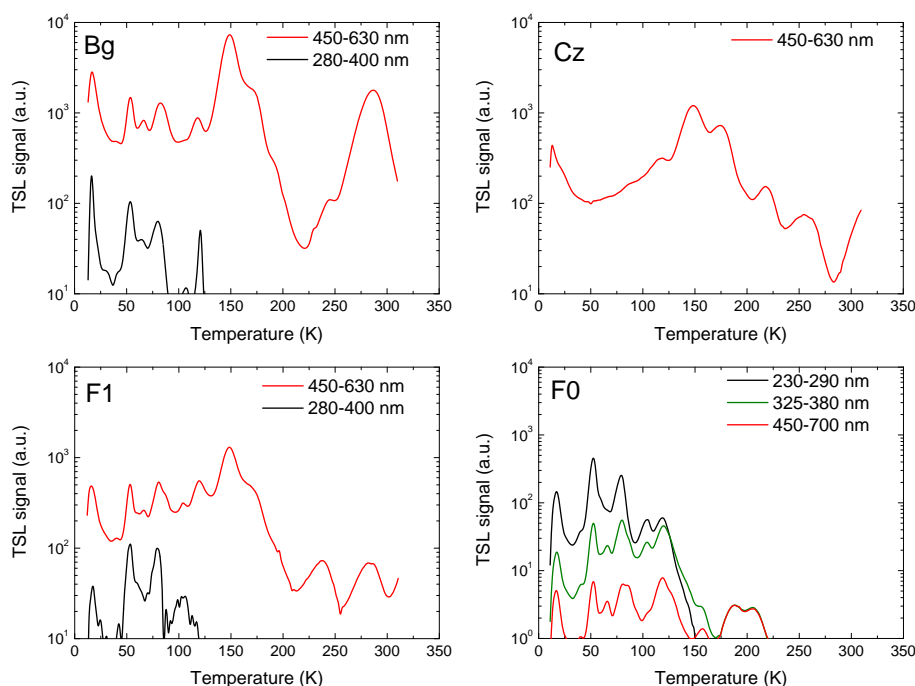 Bg
450-630 nm
280-400 nm
10⁴
10³
10²
10¹
TSL signal (a.u.)
0 50 100 150 200 250 300 350
Temperature (K)
Cz
450-630 nm
10⁴
10³
10²
10¹
TSL signal (a.u.)
0 50 100 150 200 250 300 350
Temperature (K)
F1
450-630 nm
280-400 nm
10⁴
10³
10²
10¹
TSL signal (a.u.)
0 50 100 150 200 250 300 350
Temperature (K)
F0
230-290 nm
325-380 nm
450-700 nm
10⁴
10³
10²
10¹
10⁰
TSL signal (a.u.)
0 50 100 150 200 250 300 350
Temperature (K)